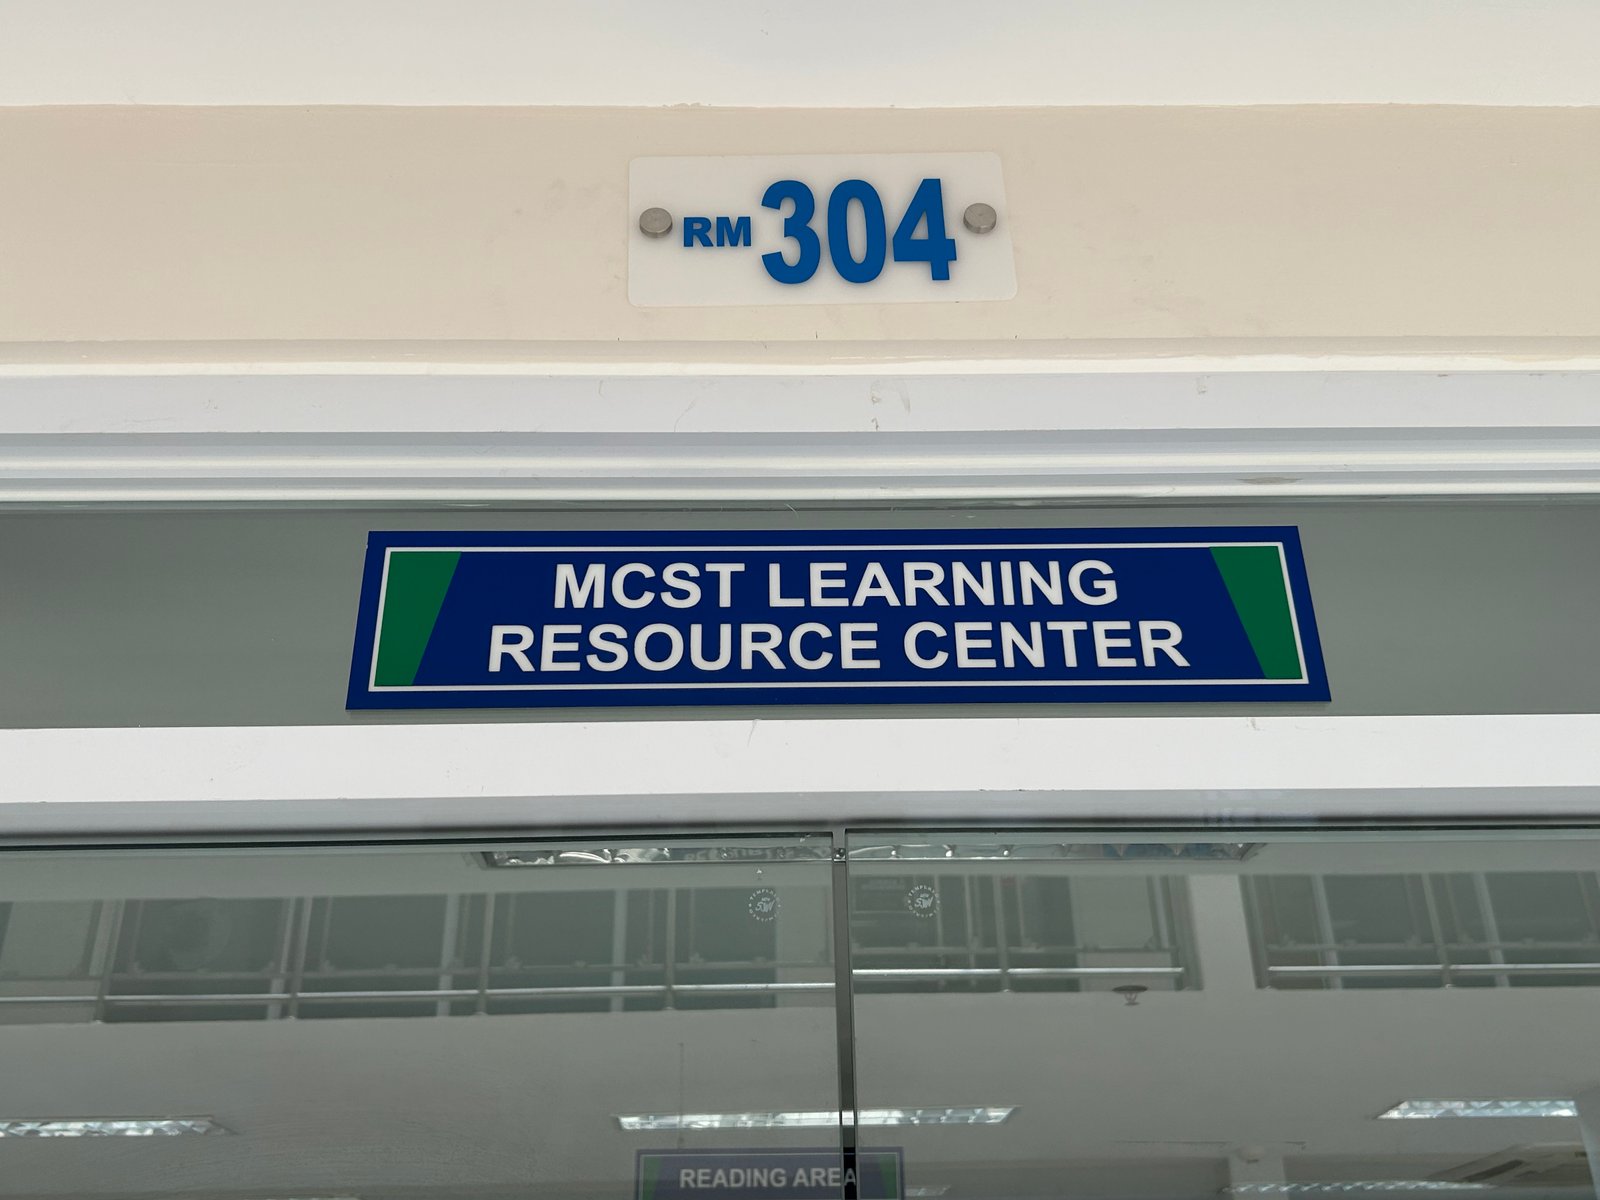 RM 304
MCST LEARNING
RESOURCE CENTER
READING AREA